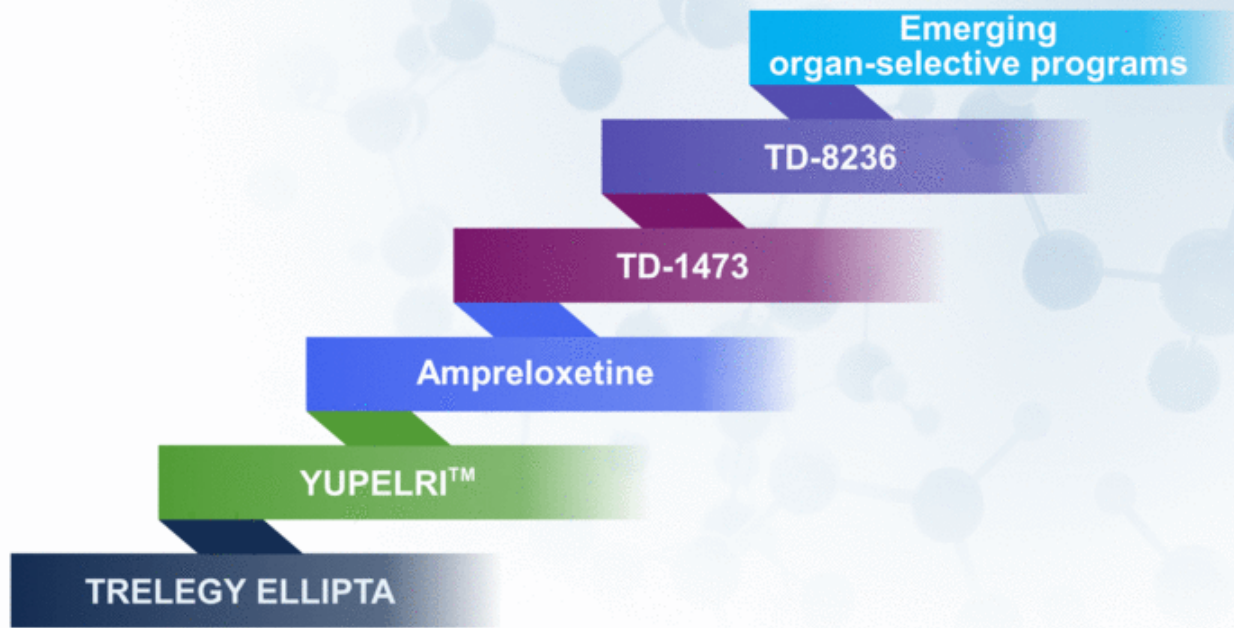 Emerging
organ-selective programs
TD-8236
TD-1473
Ampreloxetine
YUPELRI™
TRELEGY ELLIPTA